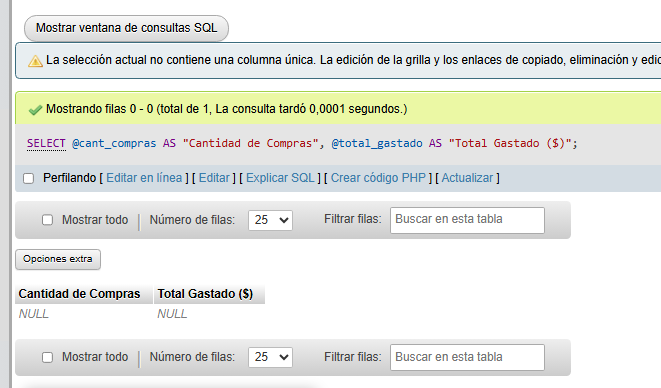 Mostrar ventana de consultas SQL
La selección actual no contiene una columna única. La edición de la grilla y los enlaces de copiado, eliminación y
Mostrando filas 0 - 0 (total de 1, La consulta tardó 0,0001 segundos.)
SELECT @cant_compras AS "Cantidad de Compras", @total_gastado AS "Total Gastado ($)";
Perfilando [ Editar en línea ] [ Editar ] [ Explicar SQL ] [ Crear código PHP ] [ Actualizar ]
Mostrar todo | Número de filas: 25 Filtrar filas: Buscar en esta tabla
Opciones extra
Cantidad de Compras Total Gastado ($)
NULL NULL
Mostrar todo | Número de filas: 25 Filtrar filas: Buscar en esta tabla